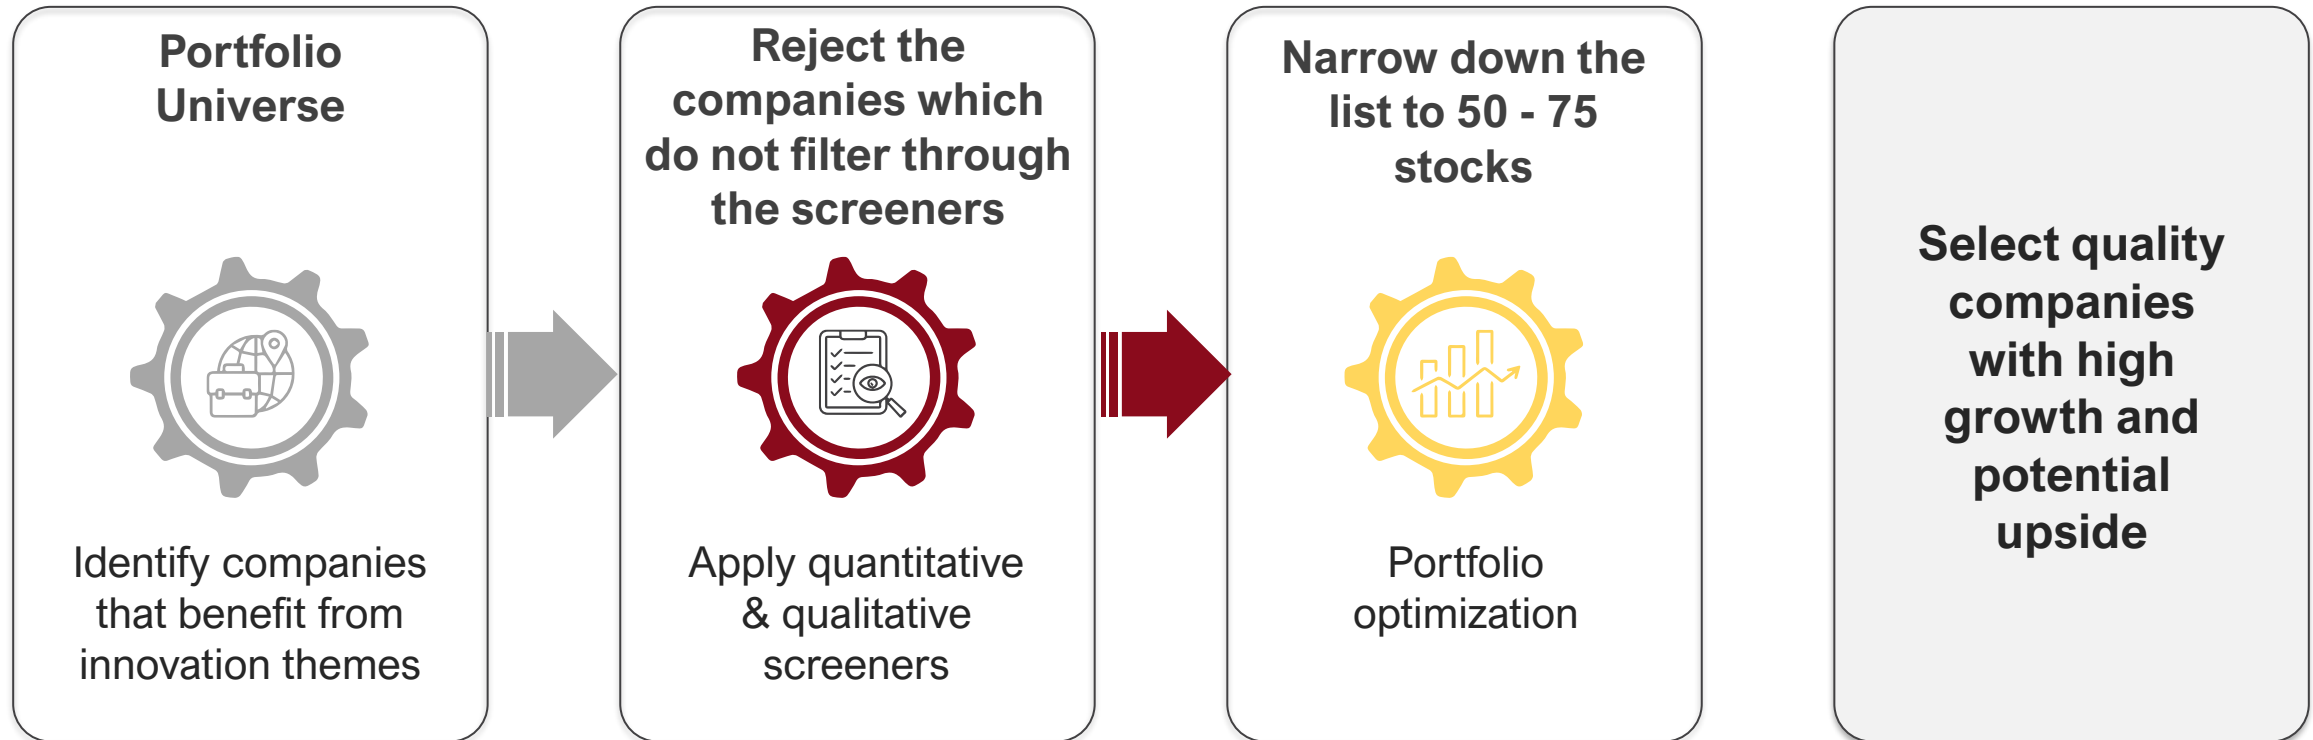 Portfolio
Universe
Identify companies
that benefit from
innovation themes
Reject the
companies which
do not filter through
the screeners
Apply quantitative
& qualitative
screeners
Narrow down the
list to 50 - 75
stocks
Portfolio
optimization
Select quality
companies
with high
growth and
potential
upside